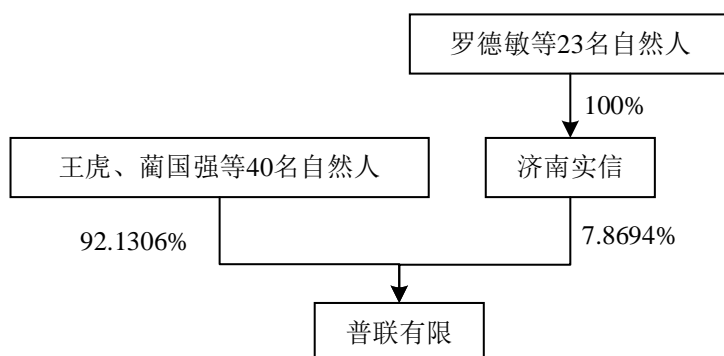 罗德敏等23名自然人
100%
王虎、蔺国强等40名自然人
济南实信
92.1306%
7.8694%
普联有限